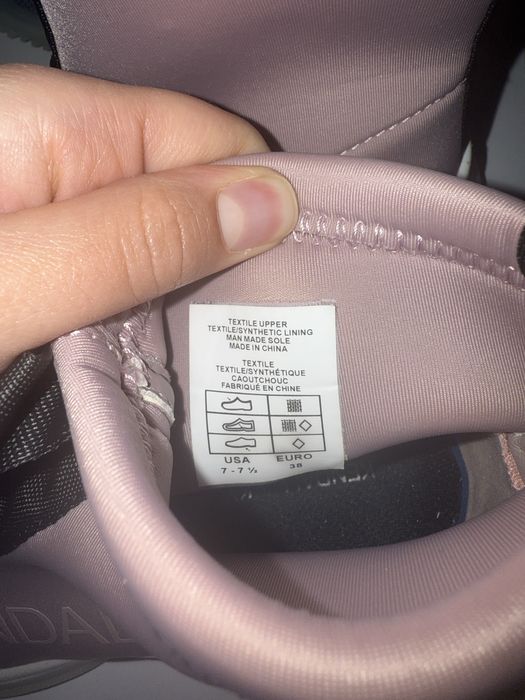 TEXTILE UPPER
TEXTILE/SYNTHETIC LINING
MAN MADE SOLE
MADE IN CHINA
TEXTILE
TEXTILE/SYNTHÉTIQUE
CAOUTCHOUC
FABRIQUÉ EN CHINE
USA EURO
7 - 7 ½ 38
NDAL